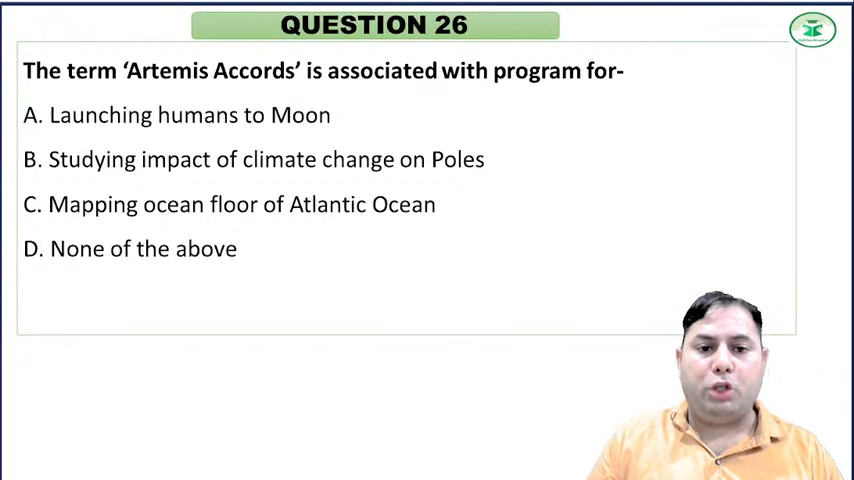 QUESTION 26
The term ‘Artemis Accords’ is associated with program for-
A. Launching humans to Moon
B. Studying impact of climate change on Poles
C. Mapping ocean floor of Atlantic Ocean
D. None of the above